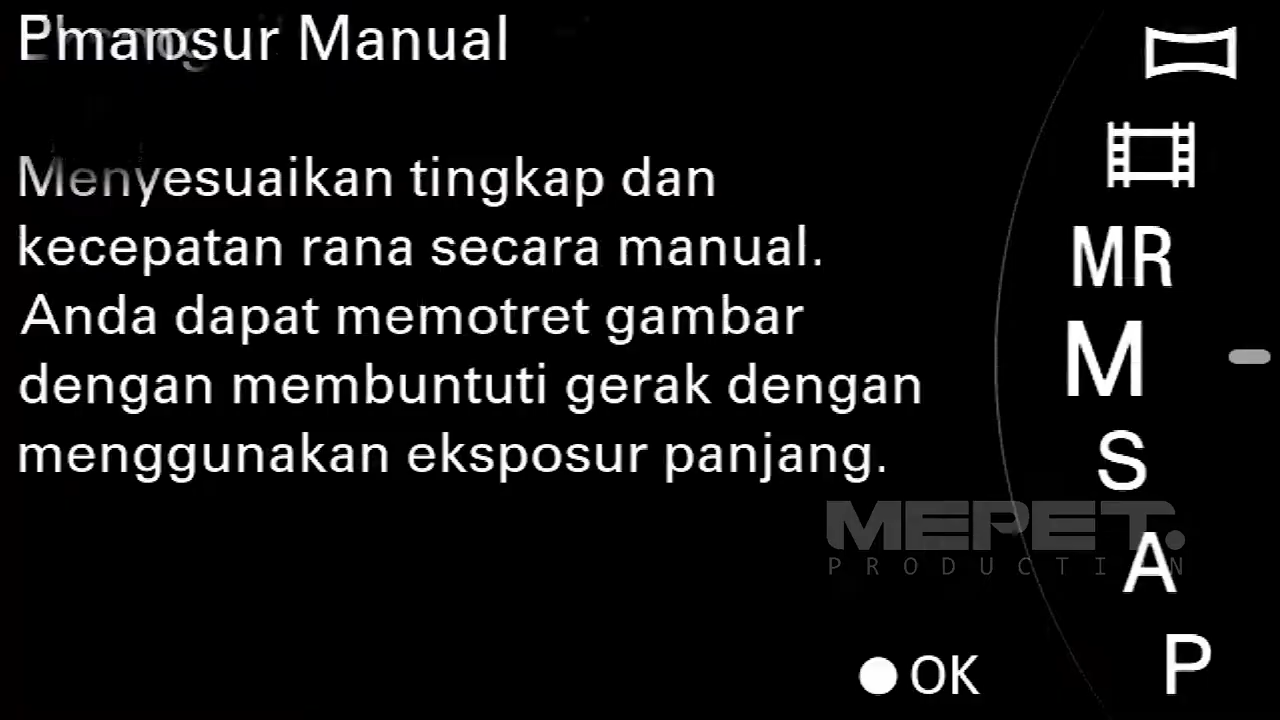 Manual
Menyesuaikan tingkap dan
kecepatan rana secara manual.
Anda dapat memotret gambar
dengan membuntuti gerak dengan
menggunakan eksposur panjang.
MR
M
S
A
P
MEPET.
PRODUCTION
OK